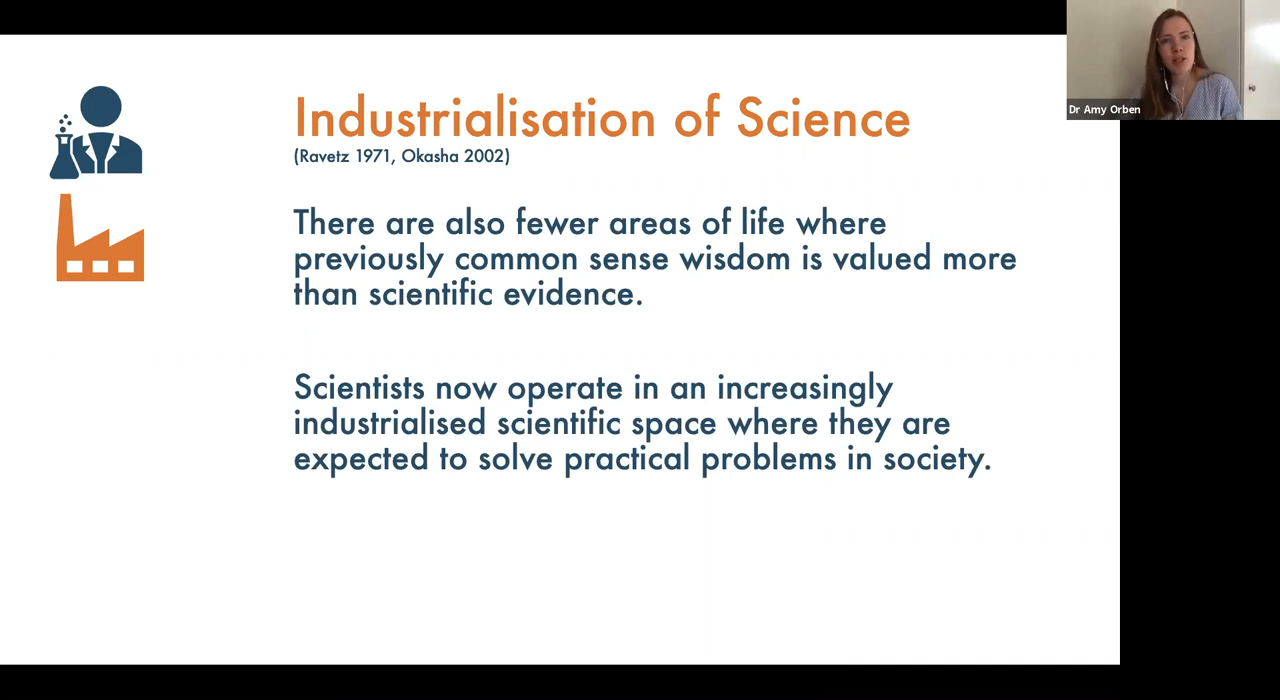 Industrialisation of Science
(Ravetz 1971, Okasha 2002)
There are also fewer areas of life where
previously common sense wisdom is valued more
than scientific evidence.
Scientists now operate in an increasingly
industrialised scientific space where they are
expected to solve practical problems in society.
Dr Amy Orben